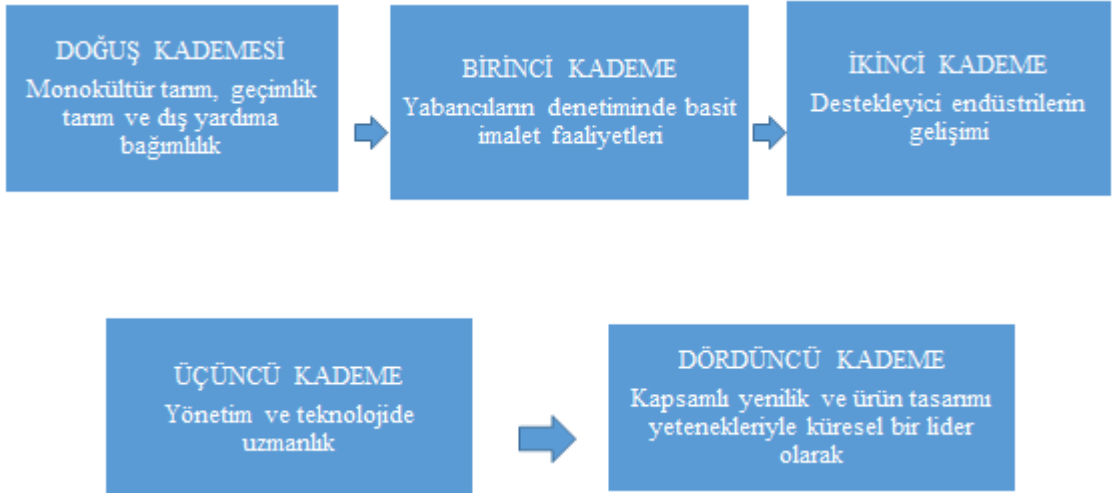 DOĞUŞ KADEMESİ
Monokültür tarım, geçimlik
tarım ve dış yardıma
bağımlılık
BİRİNCİ KADEME
Yabancıların denetiminde basit
imalet faaliyetleri
İKİNCİ KADEME
Destekleyici endüstrilerin
gelişimi
ÜÇÜNCÜ KADEME
Yönetim ve teknolojide
uzmanlık
DÖRDÜNCÜ KADEME
Kapsamlı yenilik ve ürün tasarımı
yetenekleriyle küresel bir lider
olarak